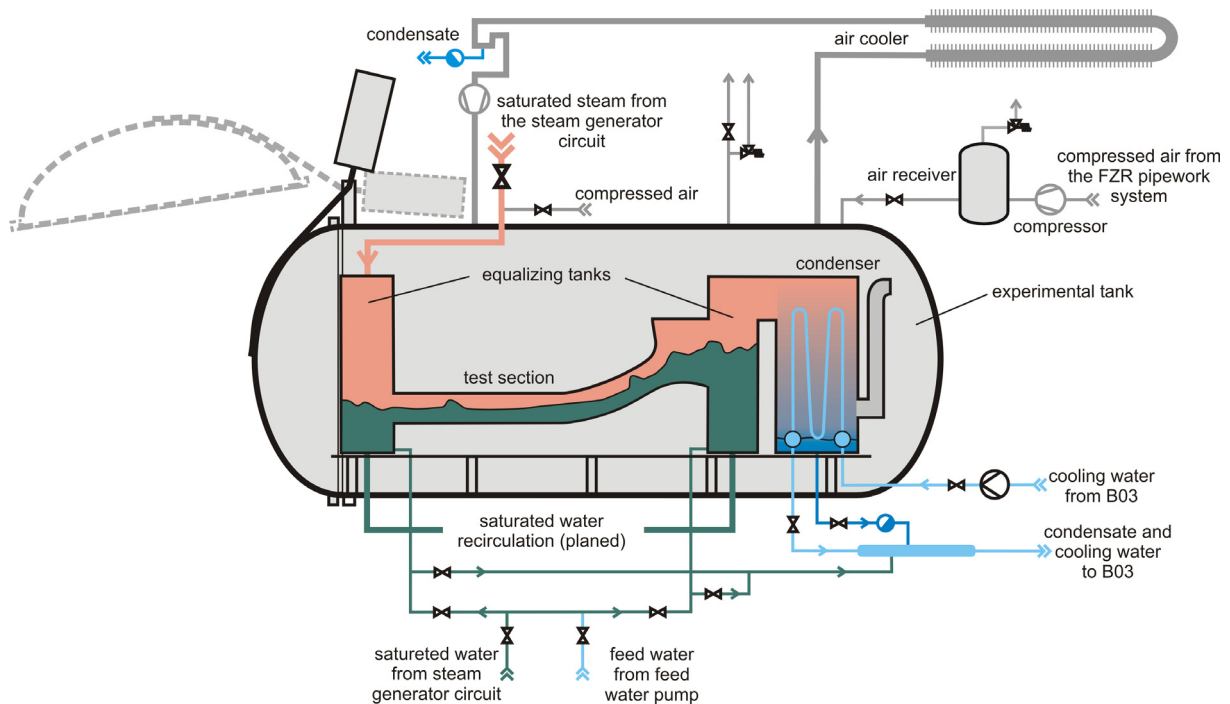 condensate
air cooler
saturated steam from
the steam generator
circuit
compressed air
air receiver
compressed air from
the FZR pipework
system
compressor
equalizing tanks
condenser
experimental tank
test section
cooling water
from B03
saturated water
recirculation (planed)
condensate and
cooling water
to B03
satureted water
from steam
generator circuit
feed water
from feed
water pump